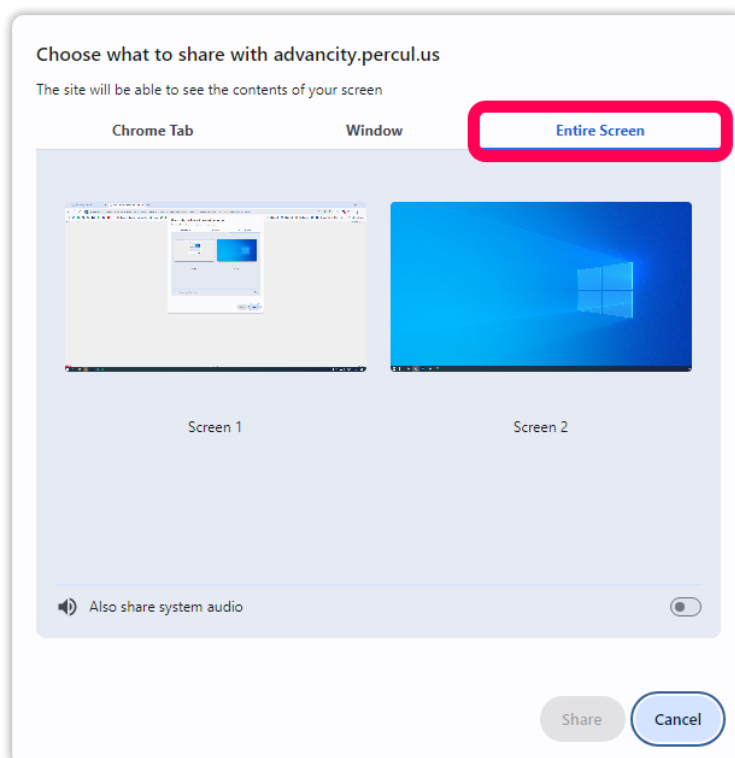 Choose what to share with advancity.percul.us
The site will be able to see the contents of your screen
Chrome Tab Window Entire Screen
Screen 1 Screen 2
Also share system audio
Share Cancel